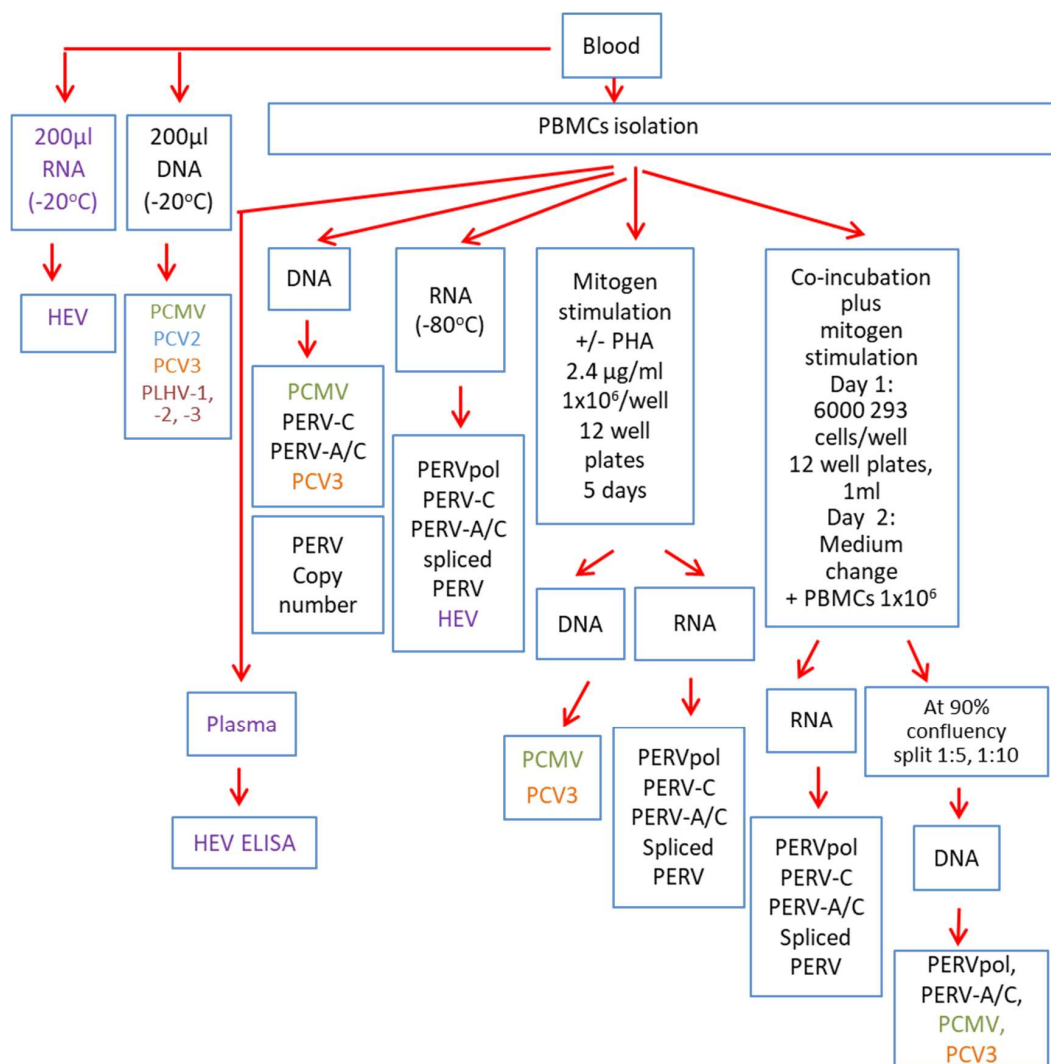 Blood
200µl
RNA
(-20°C)
200µl
DNA
(-20°C)
PBMCs isolation
HEV
PCMV
PCV2
PCV3
PLHV-1,
-2, -3
DNA
PCMV
PERV-C
PERV-A/C
PCV3
PERV
Copy
number
RNA
(-80°C)
PERVpol
PERV-C
PERV-A/C
spliced
PERV
HEV
Mitogen
stimulation
+/- PHA
2.4 µg/ml
1x10⁶/well
12 well
plates
5 days
Co-incubation
plus
mitogen
stimulation
Day 1:
6000 293
cells/well
12 well plates,
1ml
Day 2:
Medium
change
+ PBMCs 1x10⁶
DNA
RNA
PCMV
PCV3
PERVpol
PERV-C
PERV-A/C
Spliced
PERV
RNA
At 90%
confluency
split 1:5, 1:10
PERVpol
PERV-C
PERV-A/C
Spliced
PERV
DNA
PERVpol,
PERV-A/C,
PCMV,
PCV3
Plasma
HEV ELISA